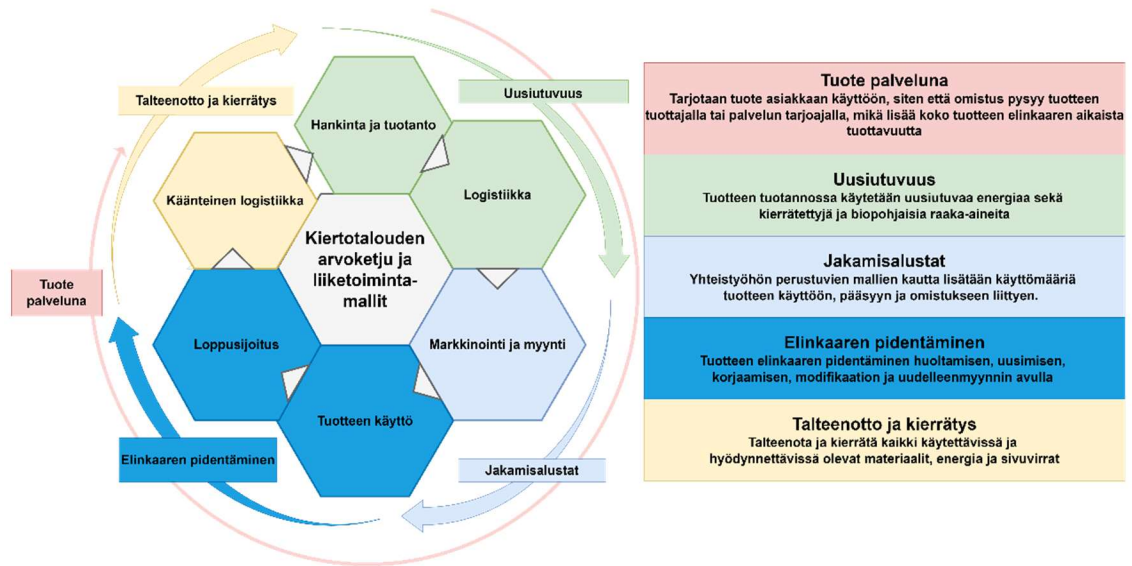 Talteenotto ja kierrätys
Hankinta ja tuotanto
Uusiutuvuus
Käänteinen logistiikka
Logistiikka
Kiertotalouden
arvoketju ja
liiketoiminta-
mallit
Tuote
palveluna
Loppusijoitus
Markkinointi ja myynti
Tuotteen käyttö
Elinkaaren pidentäminen
Jakamisalustat
Tuote palveluna
Tarjotaan tuote asiakkaan käyttöön, siten että omistus pysyy tuotteen
tuottajalla tai palvelun tarjoajalla, mikä lisää koko tuotteen elinkaaren aikaista
tuottavuutta
Uusiutuvuus
Tuotteen tuotannossa käytetään uusiutuvaa energiaa sekä
kierrätettyjä ja biopohjaisia raaka-aineita
Jakamisalustat
Yhteistyöhön perustuvien mallien kautta lisätään käyttömääriä
tuotteen käyttöön, pääsyyn ja omistukseen liittyen.
Elinkaaren pidentäminen
Tuotteen elinkaaren pidentäminen huoltamisen, uusimisen,
korjaamisen, modifikaation ja uudelleenmyynnin avulla
Talteenotto ja kierrätys
Talteenota ja kierrätä kaikki käytettävissä ja
hyödynnettävissä olevat materiaalit, energia ja sivuvirrat